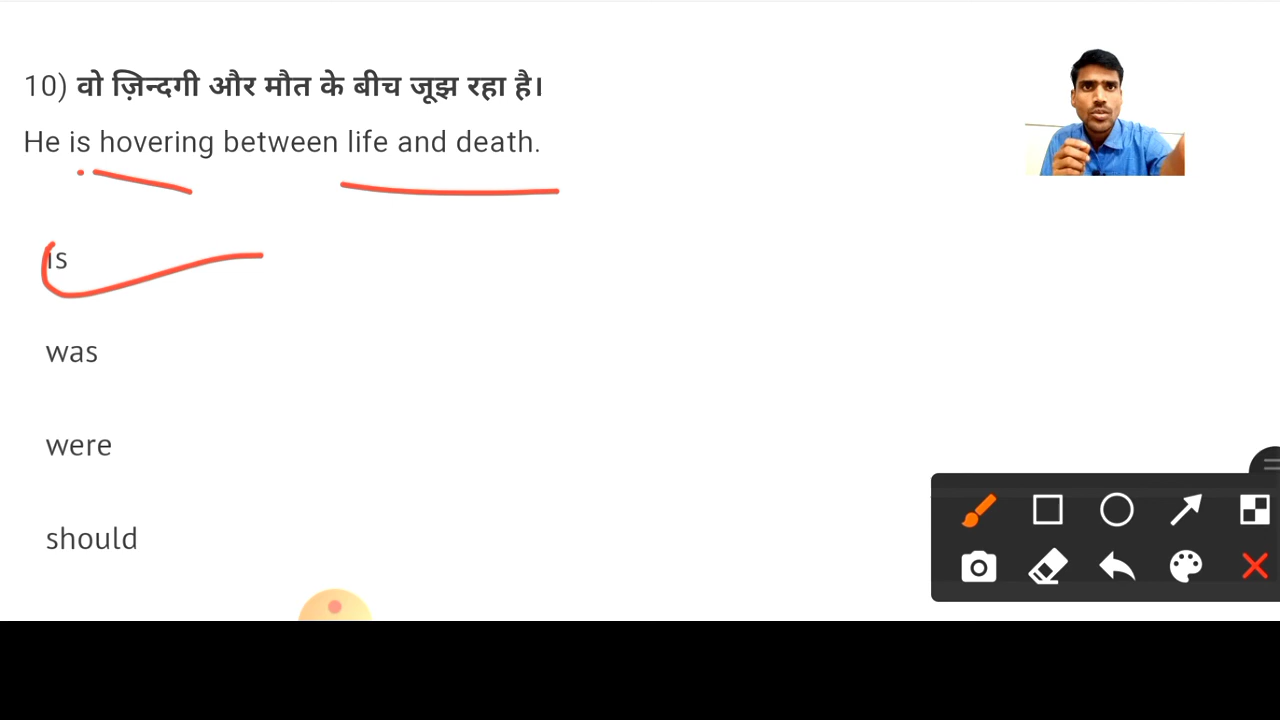 10) वो ज़िन्दगी और मौत के बीच जूझ रहा है।
He is hovering between life and death.
is
was
were
should